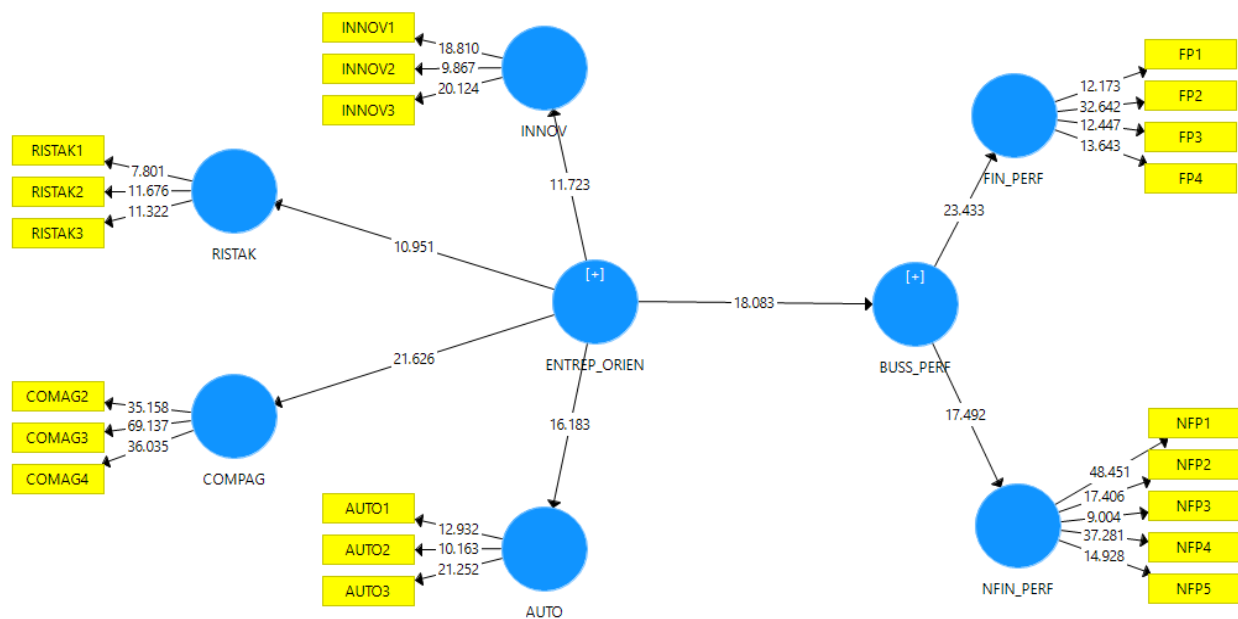 INNOV1
INNOV2
INNOV3
18.810
9.867
20.124
INNOV
FP1
FP2
FP3
FP4
12.173
32.642
12.447
13.643
FIN_PERF
RISTAK1
RISTAK2
RISTAK3
7.801
11.676
11.322
RISTAK
11.723
10.951
23.433
[+]
ENTREP_ORIEN
18.083
[+]
BUSS_PERF
21.626
16.183
17.492
COMAG2
COMAG3
COMAG4
35.158
69.137
36.035
COMPAG
AUTO1
AUTO2
AUTO3
12.932
10.163
21.252
AUTO
NFP1
NFP2
NFP3
NFP4
NFP5
48.451
17.406
9.004
37.281
14.928
NFIN_PERF